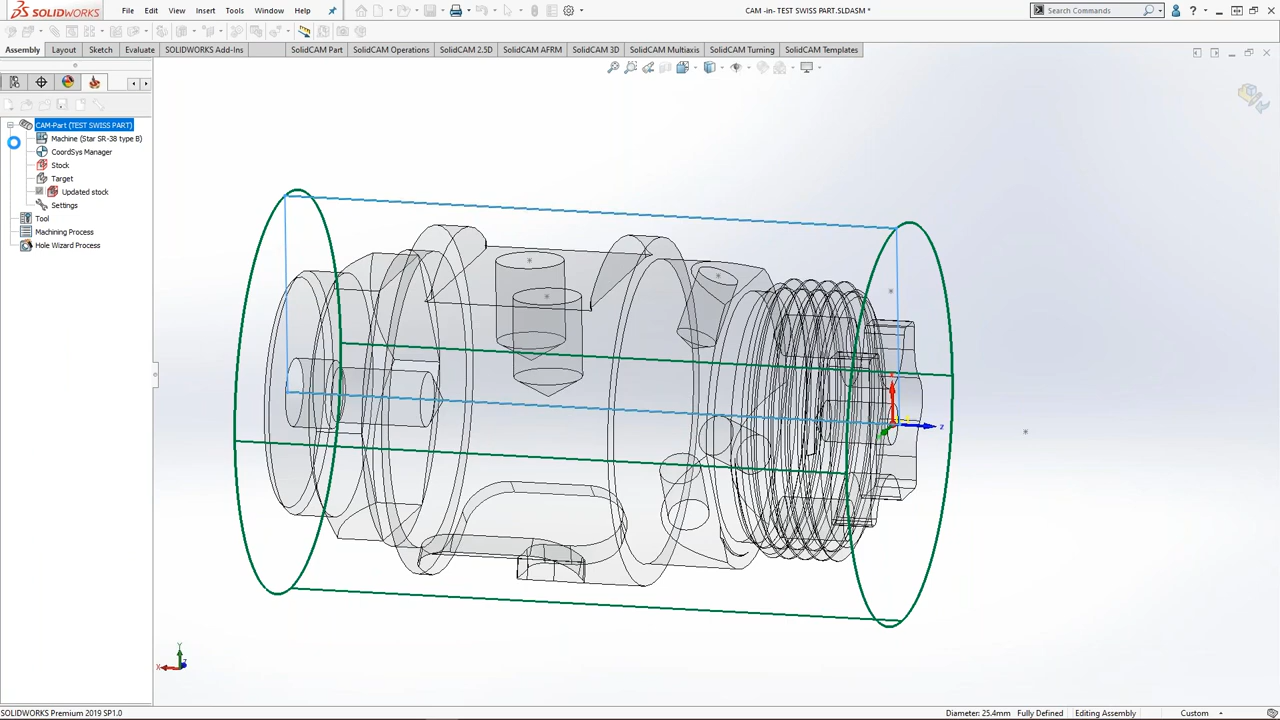 SOLIDWORKS File Edit View Insert Tools Window Help
CAM -in- TEST SWISS PART.SLDASM *
Search Commands
Assembly Layout Sketch Evaluate SOLIDWORKS Add-Ins SolidCAM Part SolidCAM Operations SolidCAM 2.5D SolidCAM AFRM SolidCAM 3D SolidCAM Multiaxis SolidCAM Turning SolidCAM Templates
CAM-Part (TEST SWISS PART)
Machine (Star SR-38 type B)
CoordSys Manager
Stock
Target
Updated stock
Settings
Tool
Machining Process
Hole Wizard Process
X
Z
Y
X
Z
SOLIDWORKS Premium 2019 SP1.0
Diameter: 25.4mm Fully Defined Editing Assembly Custom